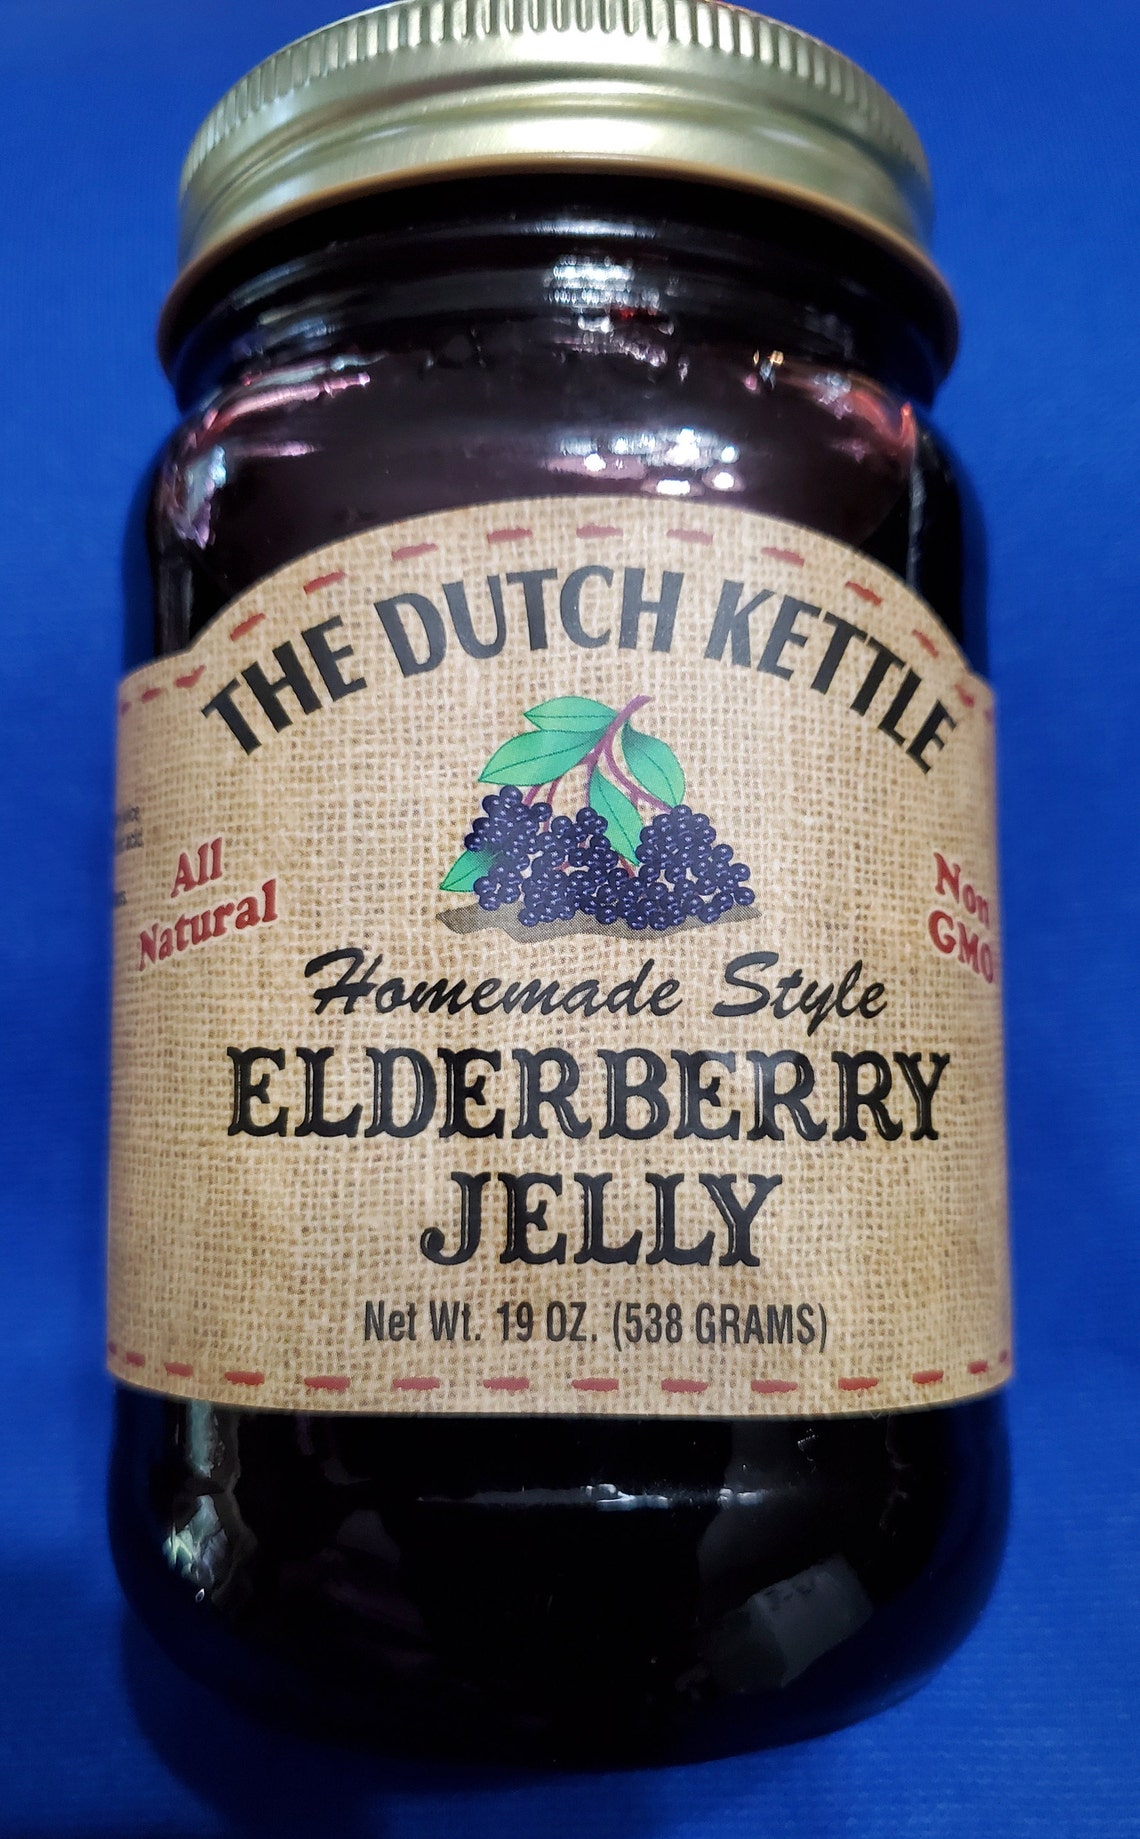 THE DUTCH KETTLE
All
Natural
Non
GMO
Homemade Style
ELDERBERRY
JELLY
Net Wt. 19 OZ. (538 GRAMS)